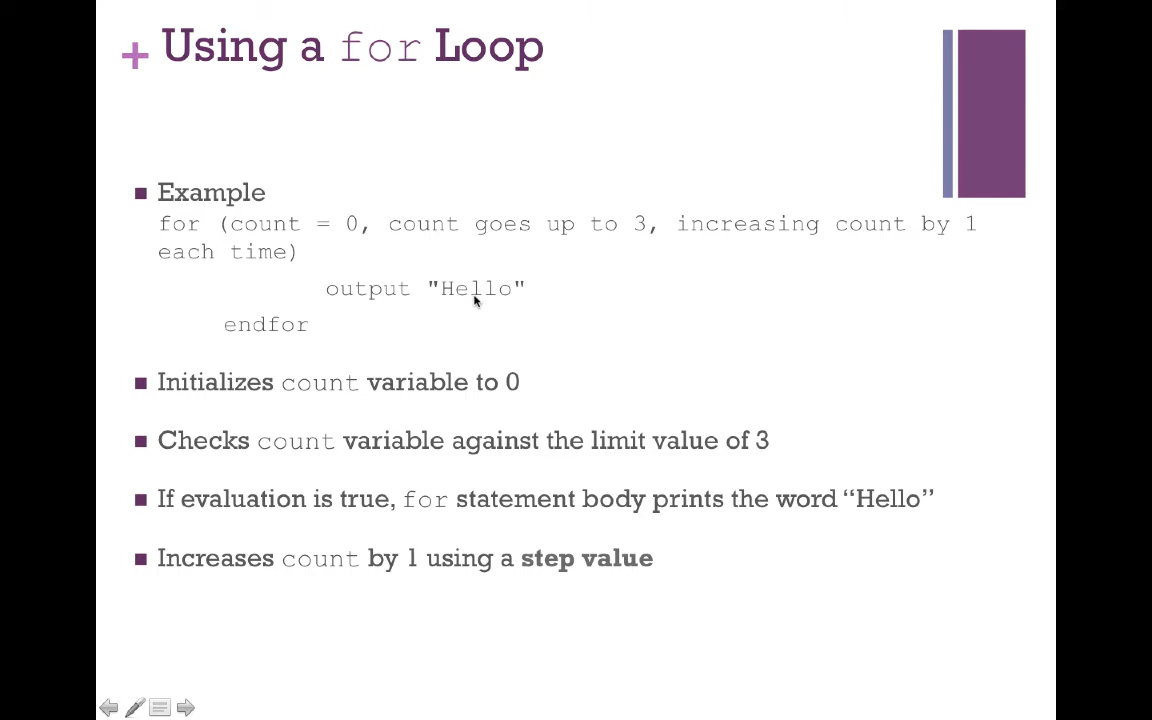 + Using a for Loop
■ Example
for (count = 0, count goes up to 3, increasing count by 1
each time)
output "Hello"
endfor
■ Initializes count variable to 0
■ Checks count variable against the limit value of 3
■ If evaluation is true, for statement body prints the word “Hello”
■ Increases count by 1 using a step value